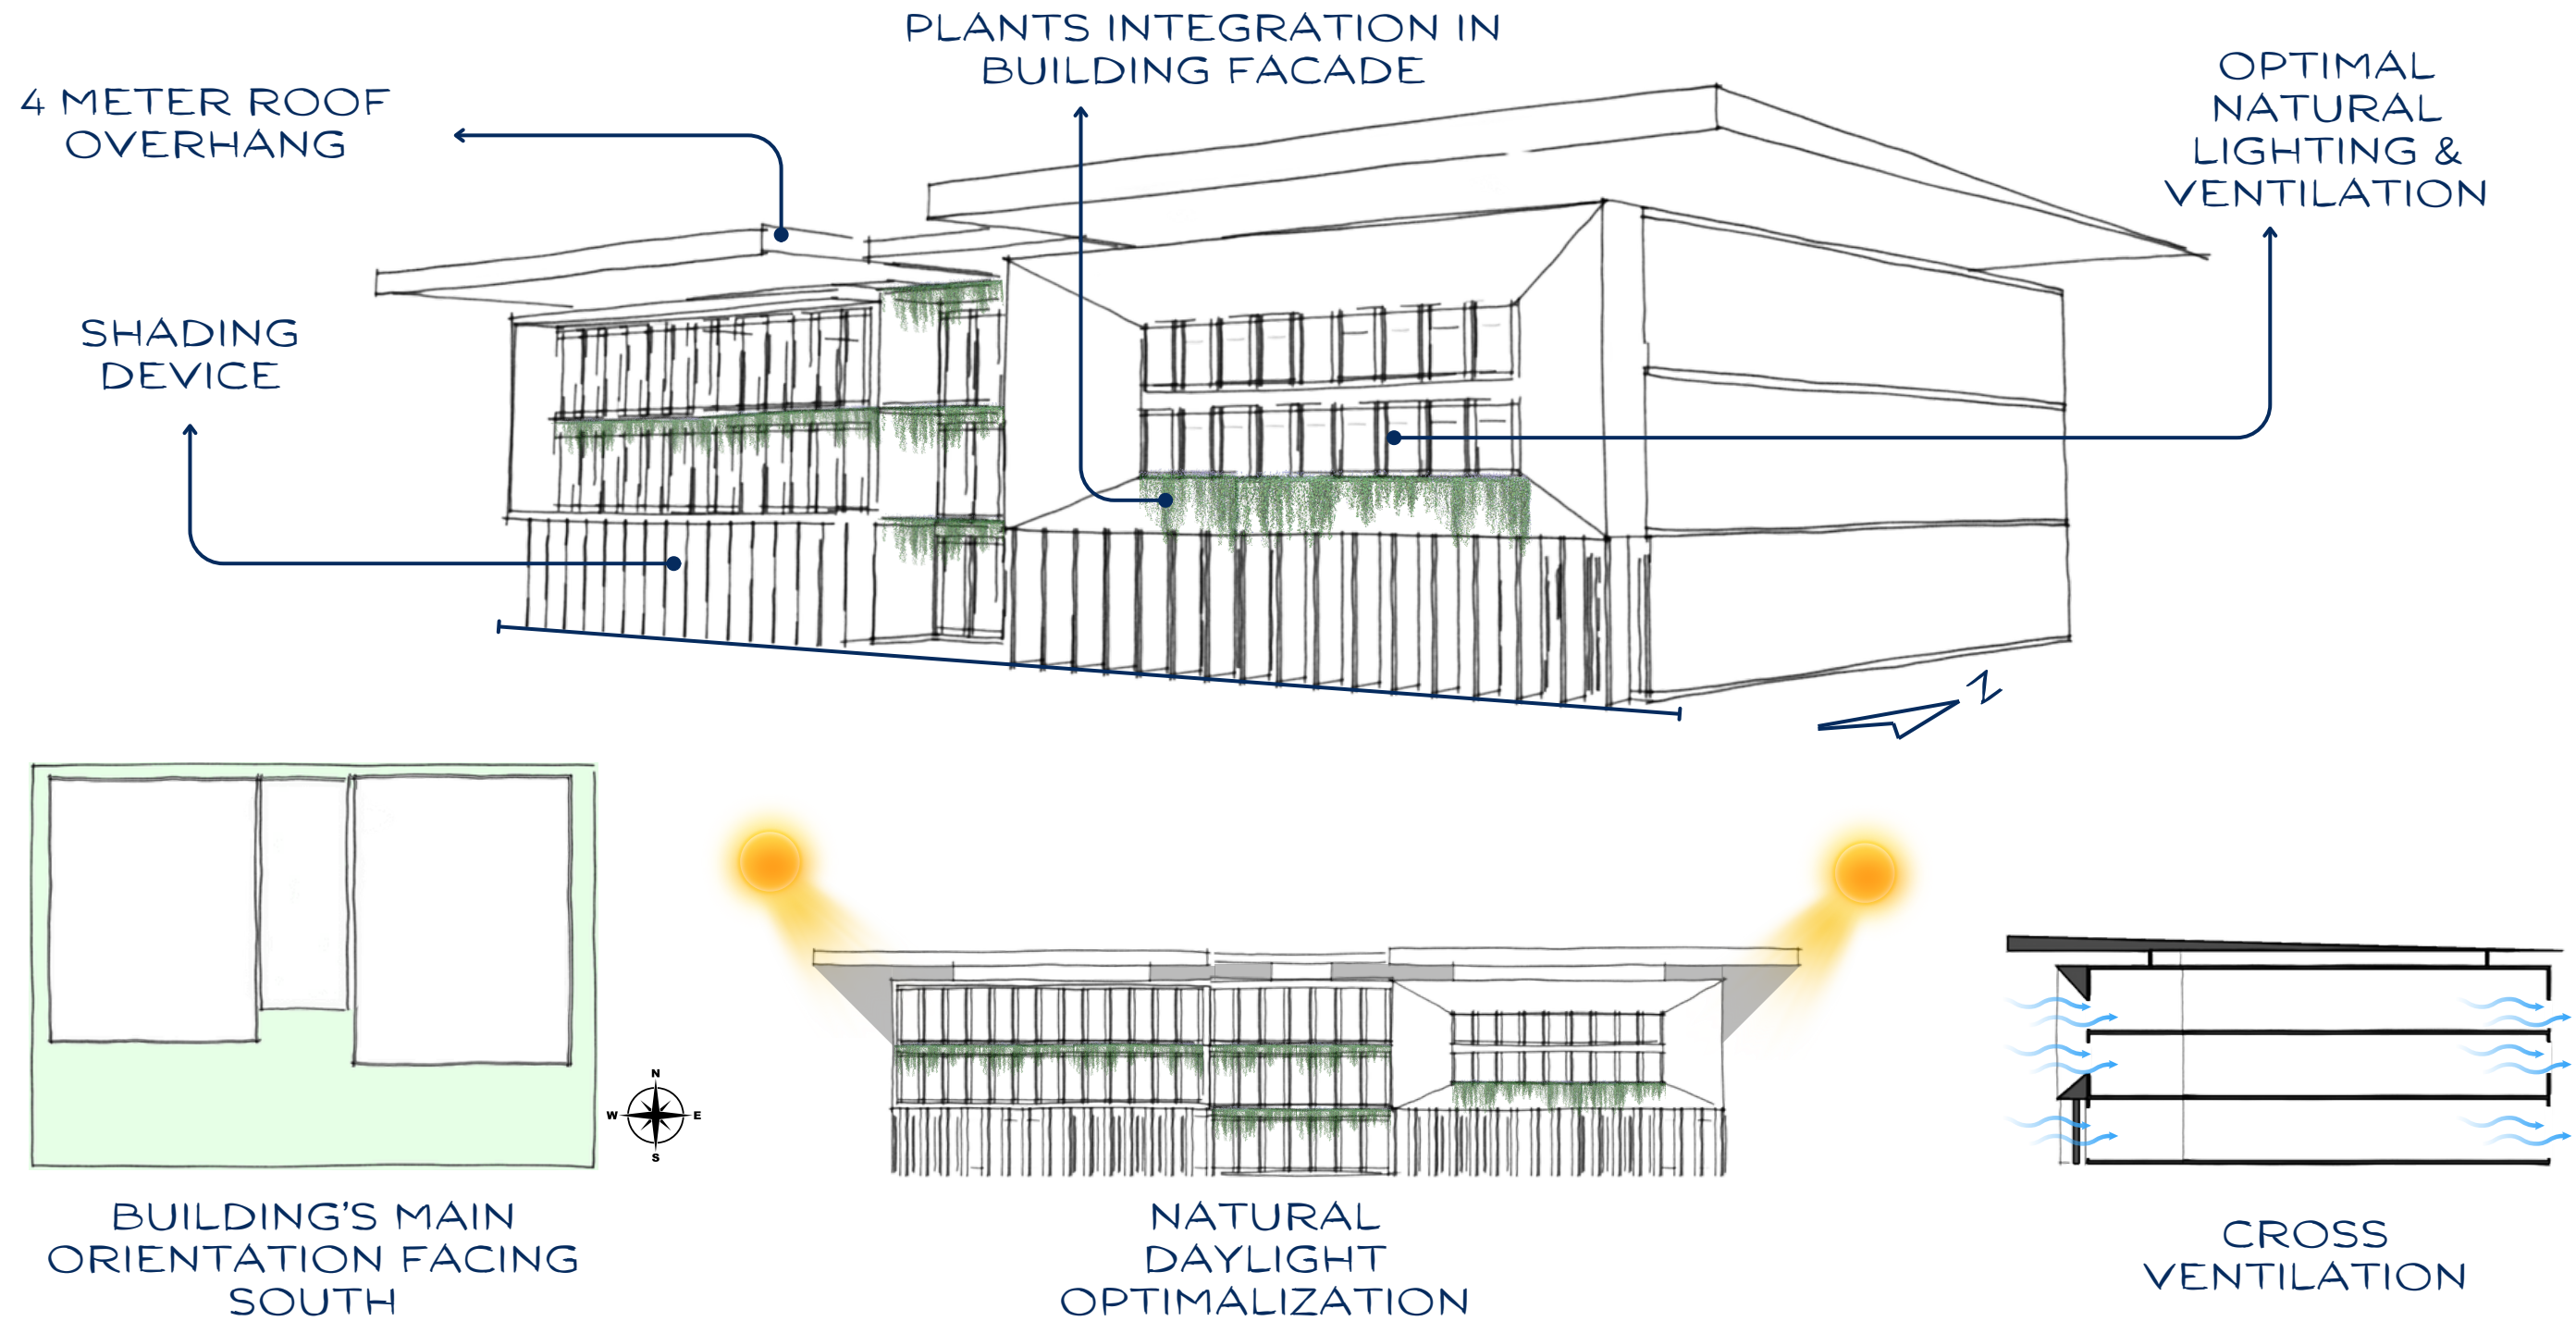 PLANTS INTEGRATION IN
BUILDING FACADE
4 METER ROOF
OVERHANG
OPTIMAL
NATURAL
LIGHTING &
VENTILATION
SHADING
DEVICE
N
N
W E
S
BUILDING'S MAIN
ORIENTATION FACING
SOUTH
NATURAL
DAYLIGHT
OPTIMALIZATION
CROSS
VENTILATION